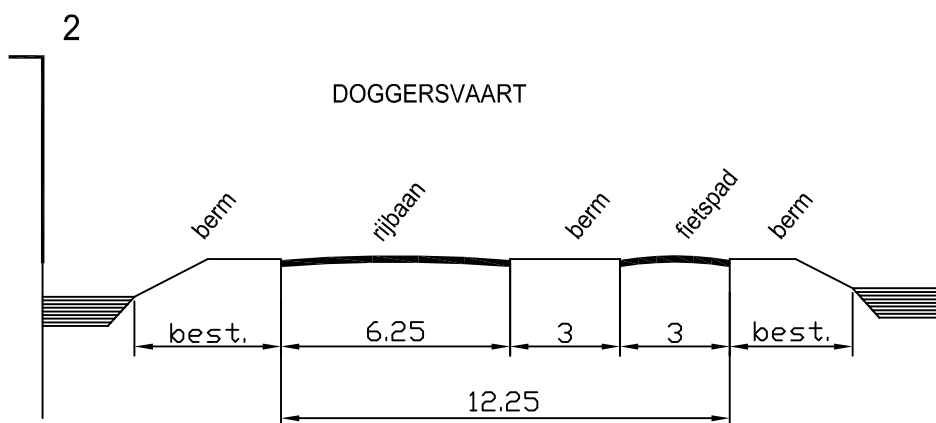 2
DOGGERSVAART
berm rijbaan berm fietspad berm
best. 6.25 3 3 best.
12.25